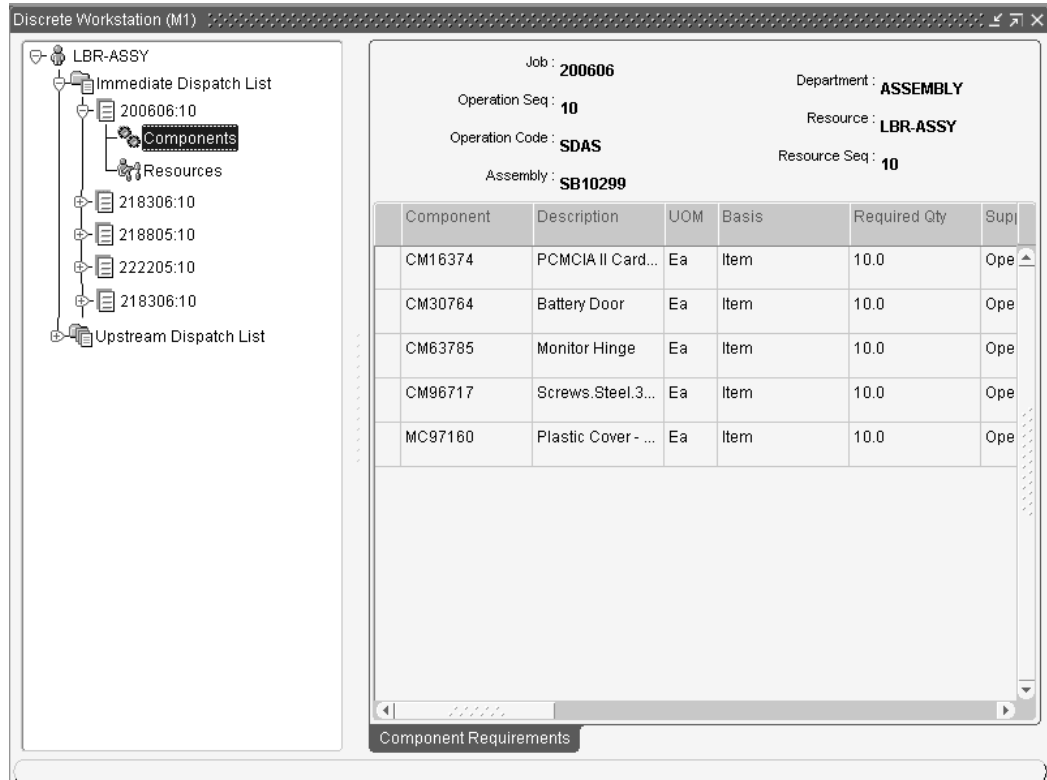 Discrete Workstation (M1)
LBR-ASSY
Immediate Dispatch List
200606:10
Components
Resources
218306:10
218805:10
222205:10
218306:10
Upstream Dispatch List
Job : 200606
Operation Seq : 10
Operation Code : SDAS
Assembly : SB10299
Department : ASSEMBLY
Resource : LBR-ASSY
Resource Seq : 10
Component Description UOM Basis Required Qty Supp
CM16374 PCMCIA II Card... Ea Item 10.0 Ope
CM30764 Battery Door Ea Item 10.0 Ope
CM63785 Monitor Hinge Ea Item 10.0 Ope
CM96717 Screws.Steel.3... Ea Item 10.0 Ope
MC97160 Plastic Cover - ... Ea Item 10.0 Ope
Component Requirements